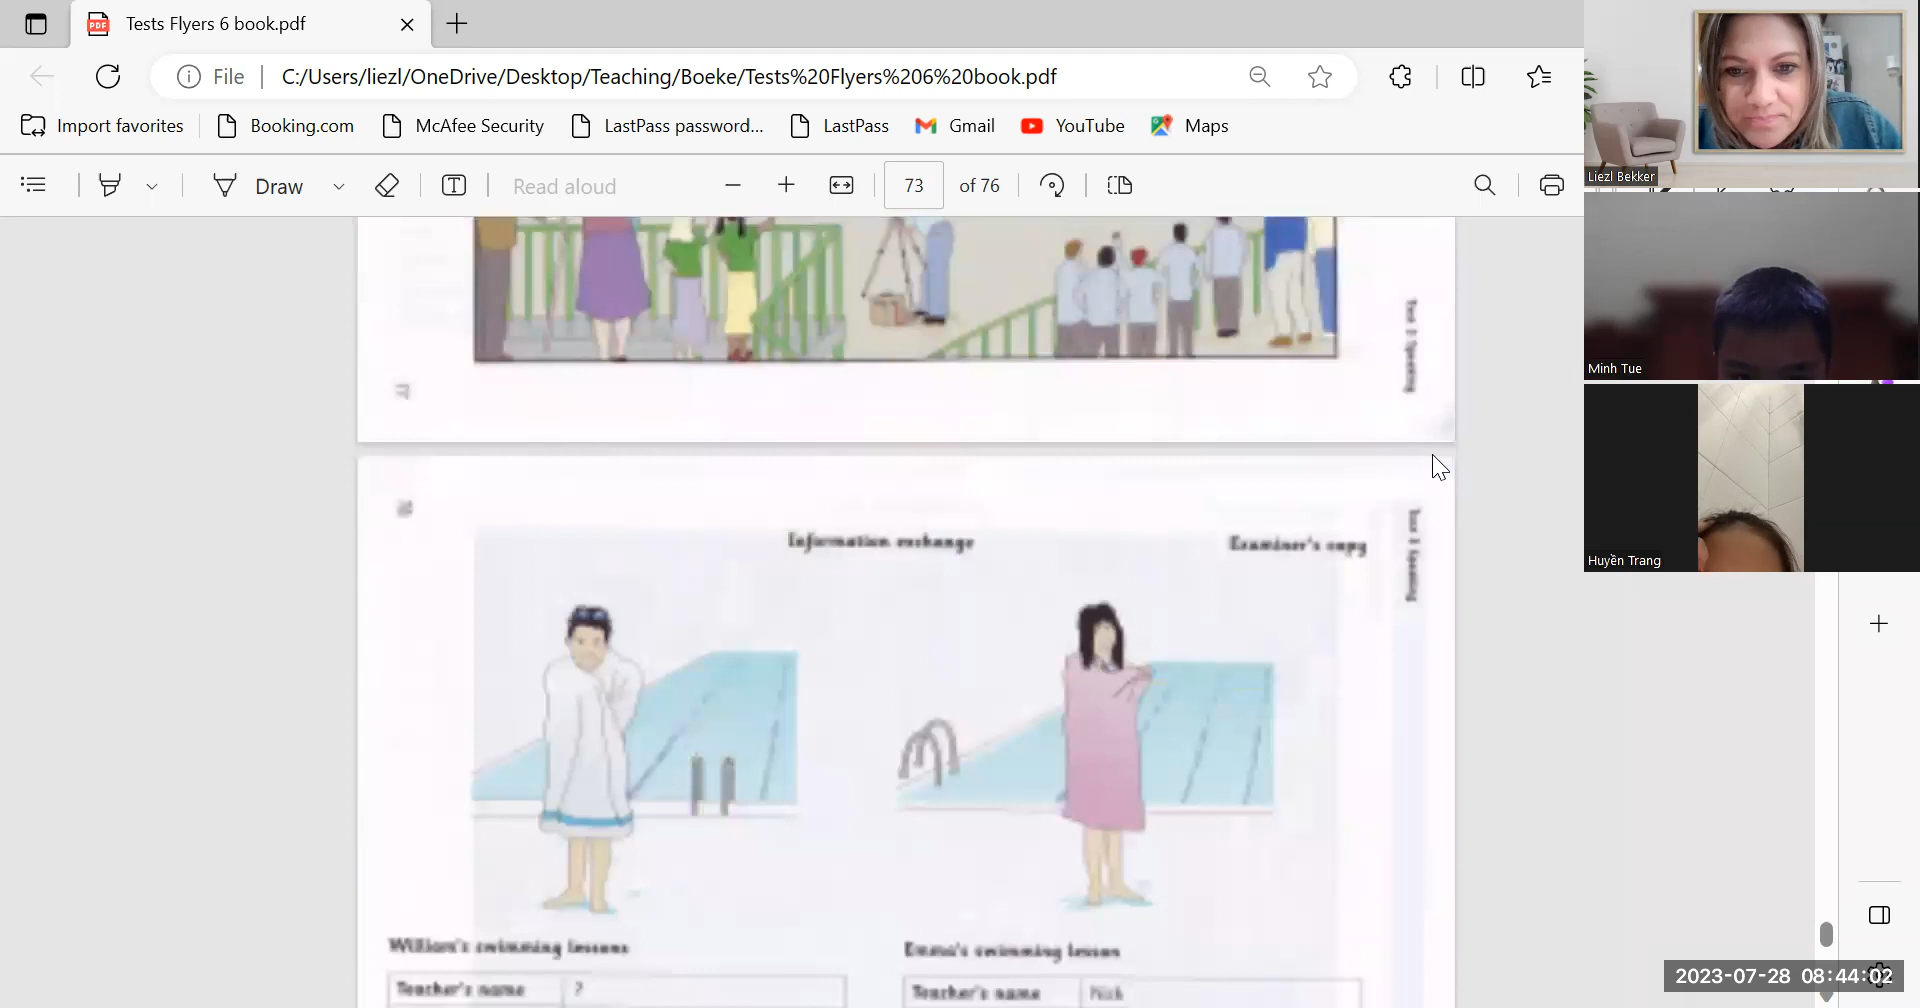 Tests Flyers 6 book.pdf
File
C:/Users/liezl/OneDrive/Desktop/Teaching/Boeke/Tests%20Flyers%206%20book.pdf
Import favorites
Booking.com
McAfee Security
LastPass password...
LastPass
Gmail
YouTube
Maps
Draw
Read aloud
73
of 76
Liezl Bekker
Minh Tue
Huyền Trang
Information exchange
Examiner's copy
William's swimming lessons
Emma's swimming lesson
Teacher's name ?
Teacher's name Nick
2023-07-28 08:44:02